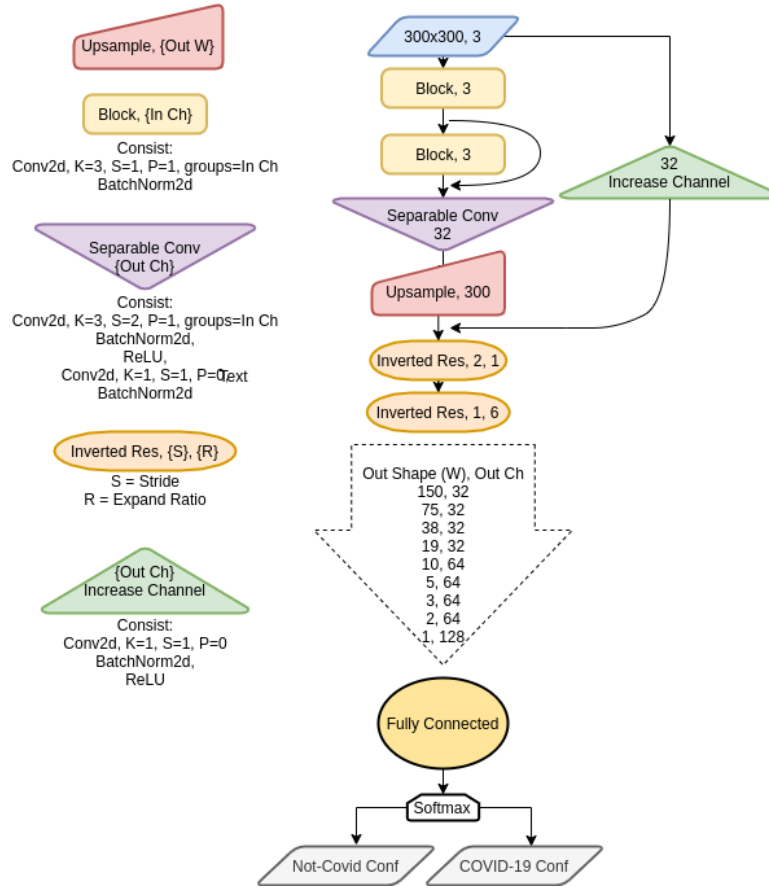 Upsample, {Out W}
Block, {In Ch}
Consist:
Conv2d, K=3, S=1, P=1, groups=In Ch
BatchNorm2d
Separable Conv
{Out Ch}
Consist:
Conv2d, K=3, S=2, P=1, groups=In Ch
BatchNorm2d,
ReLU,
Conv2d, K=1, S=1, P=0,
Text
BatchNorm2d
Inverted Res, {S}, {R}
S = Stride
R = Expand Ratio
{Out Ch}
Increase Channel
Consist:
Conv2d, K=1, S=1, P=0
BatchNorm2d,
ReLU
300x300, 3
Block, 3
Block, 3
Separable Conv
32
32
Increase Channel
Upsample, 300
Inverted Res, 2, 1
Inverted Res, 1, 6
Out Shape (W), Out Ch
150, 32
75, 32
38, 32
19, 32
10, 64
5, 64
3, 64
2, 64
1, 128
Fully Connected
Softmax
Not-Covid Conf
COVID-19 Conf